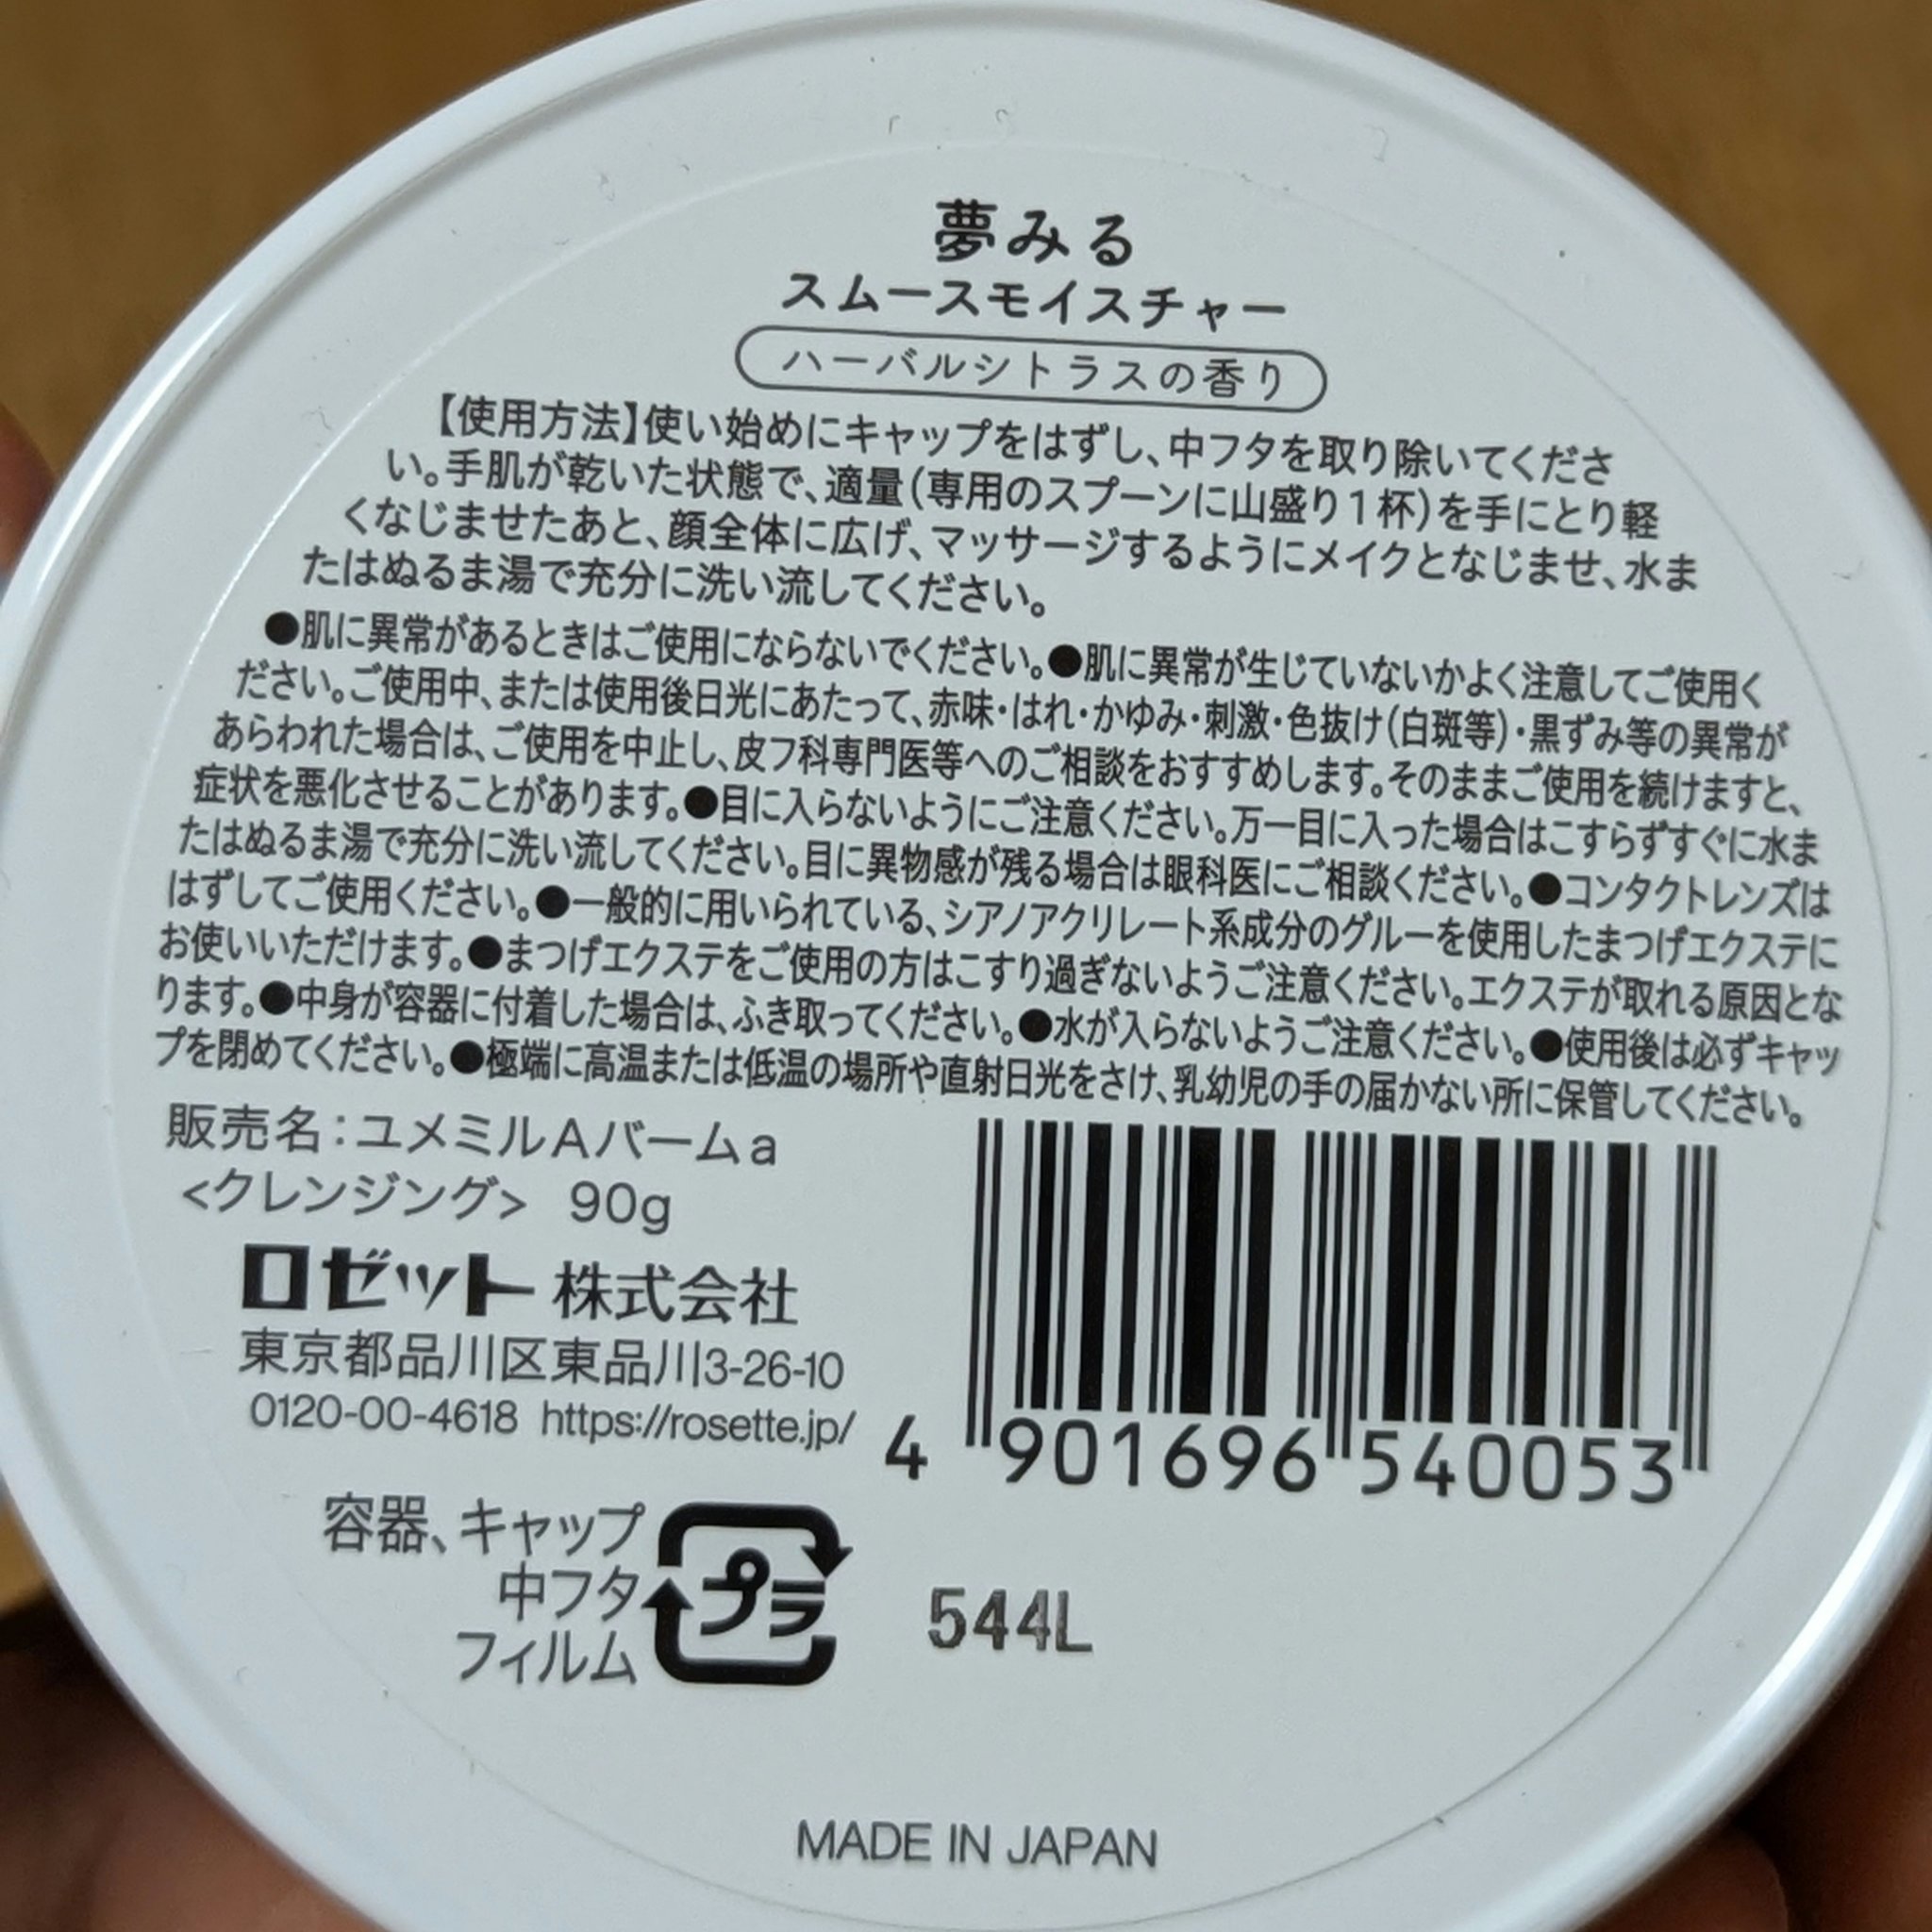 夢みる
スムースモイスチャー
ハーバルシトラスの香り
【使用方法】使い始めにキャップをはずし、中フタを取り除いてくださ
い。手肌が乾いた状態で、適量(専用のスプーンに山盛り1杯)を手にとり軽
くなじませたあと、顔全体に広げ、マッサージするようにメイクとなじませ、水ま
たはぬるま湯で充分に洗い流してください。
●肌に異常があるときはご使用にならないでください。●肌に異常が生じていないかよく注意してご使用く
ださい。ご使用中、または使用後日光にあたって、赤味・はれ・かゆみ・刺激・色抜け(白斑等)・黒ずみ等の異常が
あらわれた場合は、ご使用を中止し、皮フ科専門医等へのご相談をおすすめします。そのままご使用を続けますと、
症状を悪化させることがあります。●目に入らないようにご注意ください。万一目に入った場合はこすらずすぐに水ま
たはぬるま湯で充分に洗い流してください。目に異物感が残る場合は眼科医にご相談ください。●コンタクトレンズは
はずしてご使用ください。●一般的に用いられている、シアノアクリレート系成分のグルーを使用したまつげエクステに
お使いいただけます。●まつげエクステをご使用の方はこすり過ぎないようご注意ください。エクステが取れる原因とな
ります。●中身が容器に付着した場合は、ふき取ってください。●水が入らないようご注意ください。●使用後は必ずキャッ
プを閉めてください。●極端に高温または低温の場所や直射日光をさけ、乳幼児の手の届かない所に保管してください。
販売名:ユメミルAバームa
<クレンジング> 90g
ロゼット株式会社
東京都品川区東品川3-26-10
0120-00-4618 https://rosette.jp/
4 901696 540053
容器、キャップ
中フタ
フィルム
プラ
544L
MADE IN JAPAN